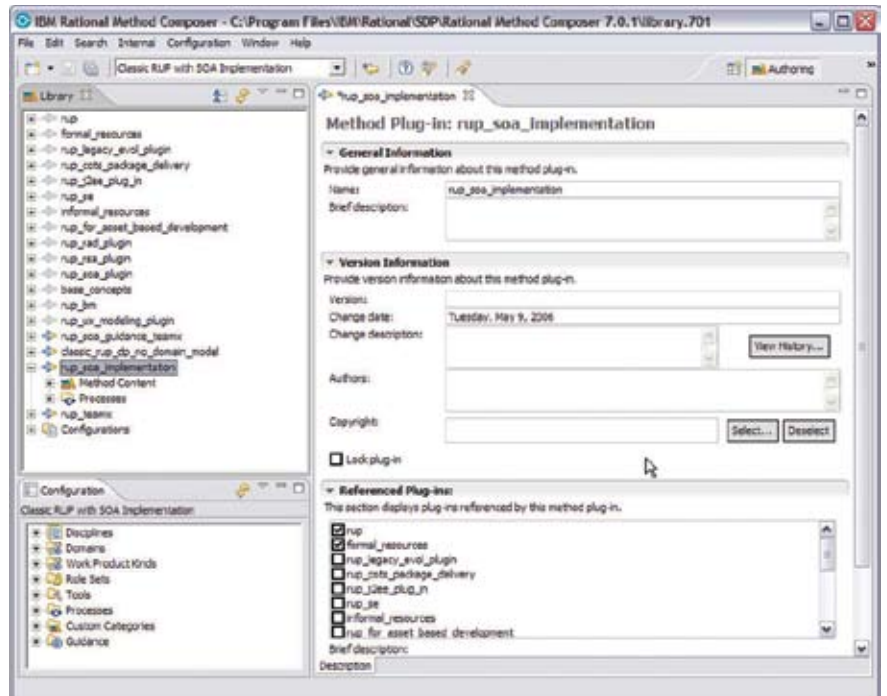 IBM Rational Method Composer - C:\Program Files\IBM\Rational\SDP\Rational Method Composer 7.0.1\library.701
File Edit Search Internal Configuration Window Help
Classic RUP with SOA Implementation
Authoring
Library
rup
formal_resources
rup_legacy_evol_plugin
rup_cots_package_delivery
rup_j2ee_plug_in
rup_se
informal_resources
rup_for_asset_based_development
rup_rad_plugin
rup_rsa_plugin
rup_soa_plugin
base_concepts
rup_bm
rup_ux_modeling_plugin
rup_soa_guidance_teamx
classic_rup_dp_no_domain_model
rup_soa_implementation
Method Content
Processes
rup_teamx
Configurations
Configuration
Classic RUP with SOA Implementation
Disciplines
Domains
Work Product Kinds
Role Sets
Tools
Processes
Custom Categories
Guidance
*rup_soa_implementation
Method Plug-in: rup_soa_implementation
General Information
Provide general information about this method plug-in.
Name: rup_soa_implementation
Brief description:
Version Information
Provide version information about this method plug-in.
Version:
Change date: Tuesday, May 9, 2006
Change description:
View History...
Authors:
Copyright:
Select... Deselect
Lock plug-in
Referenced Plug-ins:
This section displays plug-ins referenced by this method plug-in.
rup
formal_resources
rup_legacy_evol_plugin
rup_cots_package_delivery
rup_j2ee_plug_in
rup_se
informal_resources
rup_for_asset_based_development
Brief description:
Description